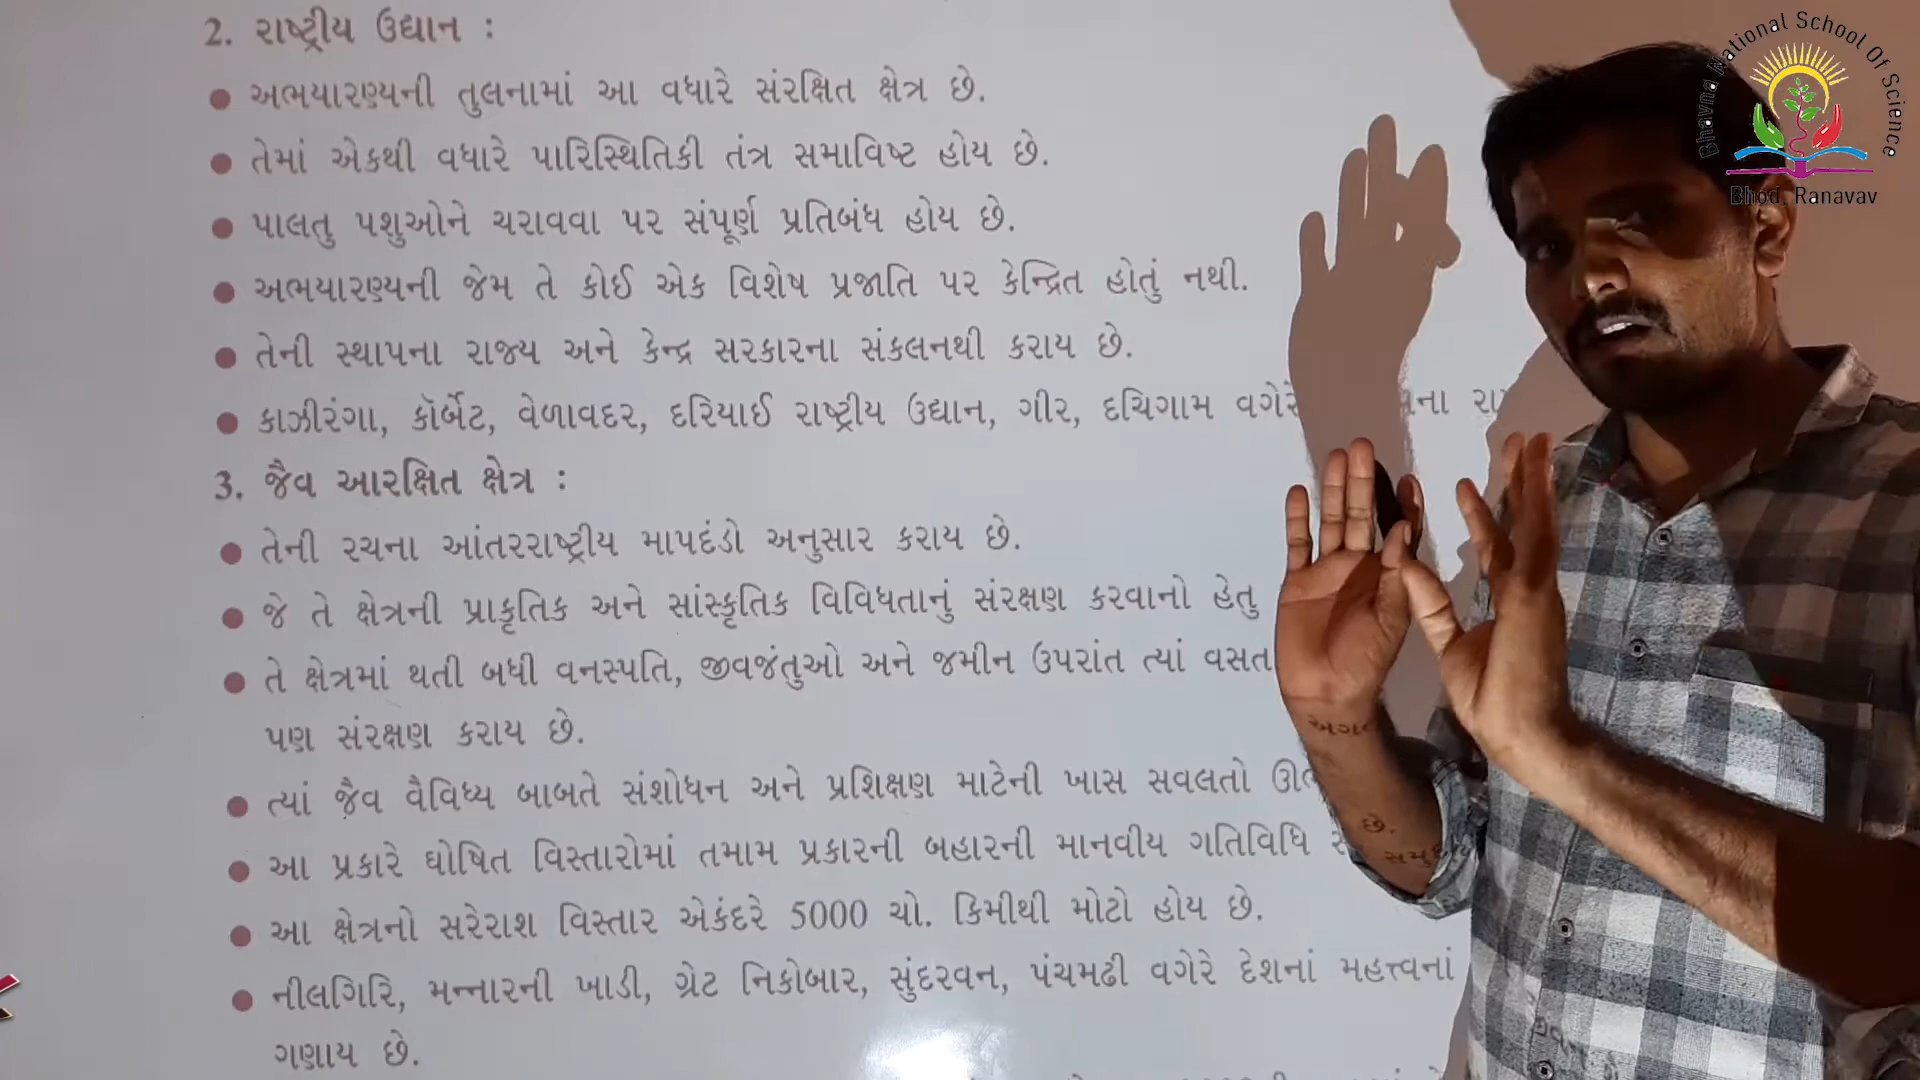 2. રાષ્ટ્રીય ઉદ્યાન :
● અભયારણ્યની તુલનામાં આ વધારે સંરક્ષિત ક્ષેત્ર છે.
● તેમાં એકથી વધારે પારિસ્થિતિકી તંત્ર સમાવિષ્ટ હોય છે.
● પાલતુ પશુઓને ચરાવવા પર સંપૂર્ણ પ્રતિબંધ હોય છે.
● અભયારણ્યની જેમ તે કોઈ એક વિશેષ પ્રજાતિ પર કેન્દ્રિત હોતું નથી.
● તેની સ્થાપના રાજ્ય અને કેન્દ્ર સરકારના સંકલનથી કરાય છે.
● કાઝીરંગા, કૉર્બેટ, વેળાવદર, દરિયાઈ રાષ્ટ્રીય ઉદ્યાન, ગીર, દચિગામ વગેરે
3. જૈવ આરક્ષિત ક્ષેત્ર :
● તેની રચના આંતરરાષ્ટ્રીય માપદંડો અનુસાર કરાય છે.
● જે તે ક્ષેત્રની પ્રાકૃતિક અને સાંસ્કૃતિક વિવિધતાનું સંરક્ષણ કરવાનો હેતુ
● તે ક્ષેત્રમાં થતી બધી વનસ્પતિ, જીવજંતુઓ અને જમીન ઉપરાંત ત્યાં વસતા
પણ સંરક્ષણ કરાય છે.
● ત્યાં જૈવ વૈવિધ્ય બાબતે સંશોધન અને પ્રશિક્ષણ માટેની ખાસ સવલતો
છે.
● આ પ્રકારે ઘોષિત વિસ્તારોમાં તમામ પ્રકારની બહારની માનવીય ગતિવિધિ
● આ ક્ષેત્રનો સરેરાશ વિસ્તાર એકંદરે 5000 ચો. કિમીથી મોટો હોય છે.
● નીલગિરિ, મન્નારની ખાડી, ગ્રેટ નિકોબાર, સુંદરવન, પંચમઢી વગેરે દેશનાં મહત્ત્વનાં
ગણાય છે.
Bhavna National School Of Science
Bhod, Ranavav